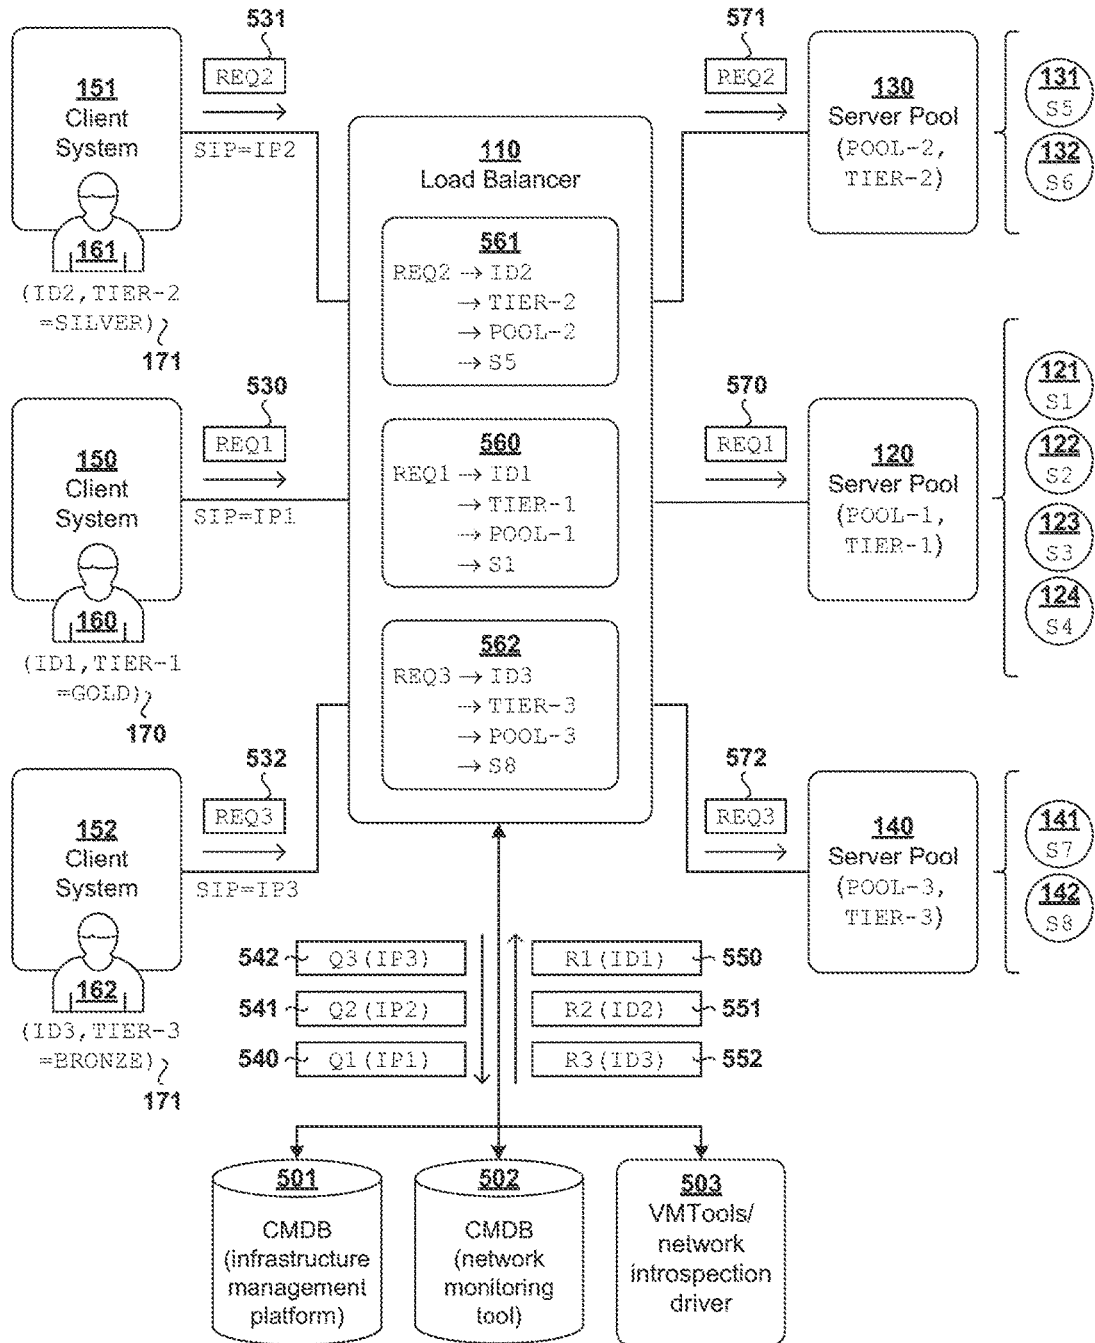 531
REQ2
151
Client
System
SIP=IP2
161
(ID2,TIER-2
=SILVER)
171
571
REQ2
130
Server Pool
(POOL-2,
TIER-2)
131
S5
132
S6
110
Load Balancer
561
REQ2 → ID2
→ TIER-2
→ POOL-2
→ S5
530
REQ1
150
Client
System
SIP=IP1
160
(ID1,TIER-1
=GOLD)
170
560
REQ1 → ID1
→ TIER-1
→ POOL-1
→ S1
570
REQ1
120
Server Pool
(POOL-1,
TIER-1)
121
S1
122
S2
123
S3
124
S4
562
REQ3 → ID3
→ TIER-3
→ POOL-3
→ S8
532
REQ3
152
Client
System
SIP=IP3
162
(ID3,TIER-3
=BRONZE)
171
572
REQ3
140
Server Pool
(POOL-3,
TIER-3)
141
S7
142
S8
542 Q3(IP3)
541 Q2(IP2)
540 Q1(IP1)
R1(ID1) 550
R2(ID2) 551
R3(ID3) 552
501
CMDB
(infrastructure
management
platform)
502
CMDB
(network
monitoring
tool)
503
VMTools/
network
introspection
driver